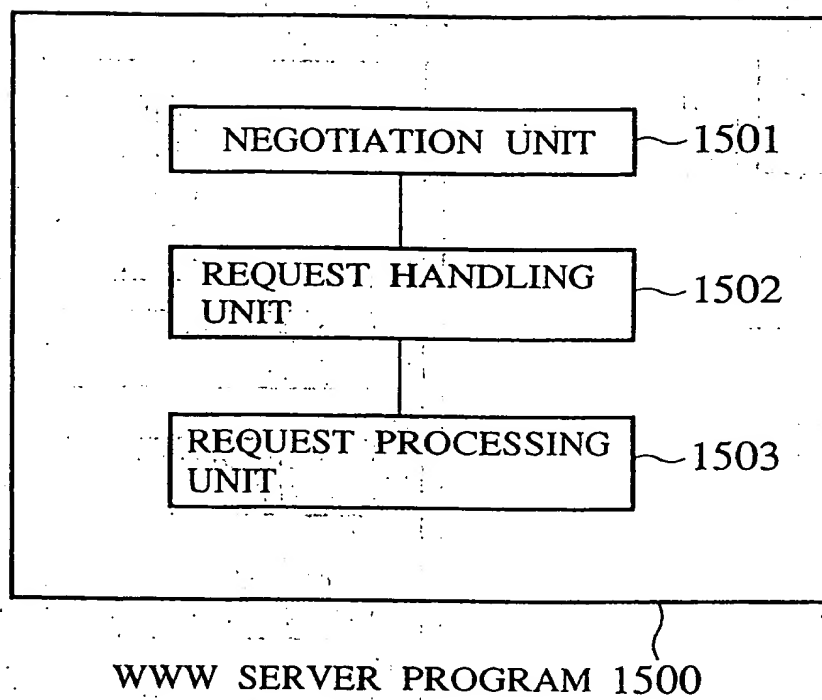 NEGOTIATION UNIT
1501
REQUEST HANDLING
UNIT
1502
REQUEST PROCESSING
UNIT
1503
WWW SERVER PROGRAM 1500